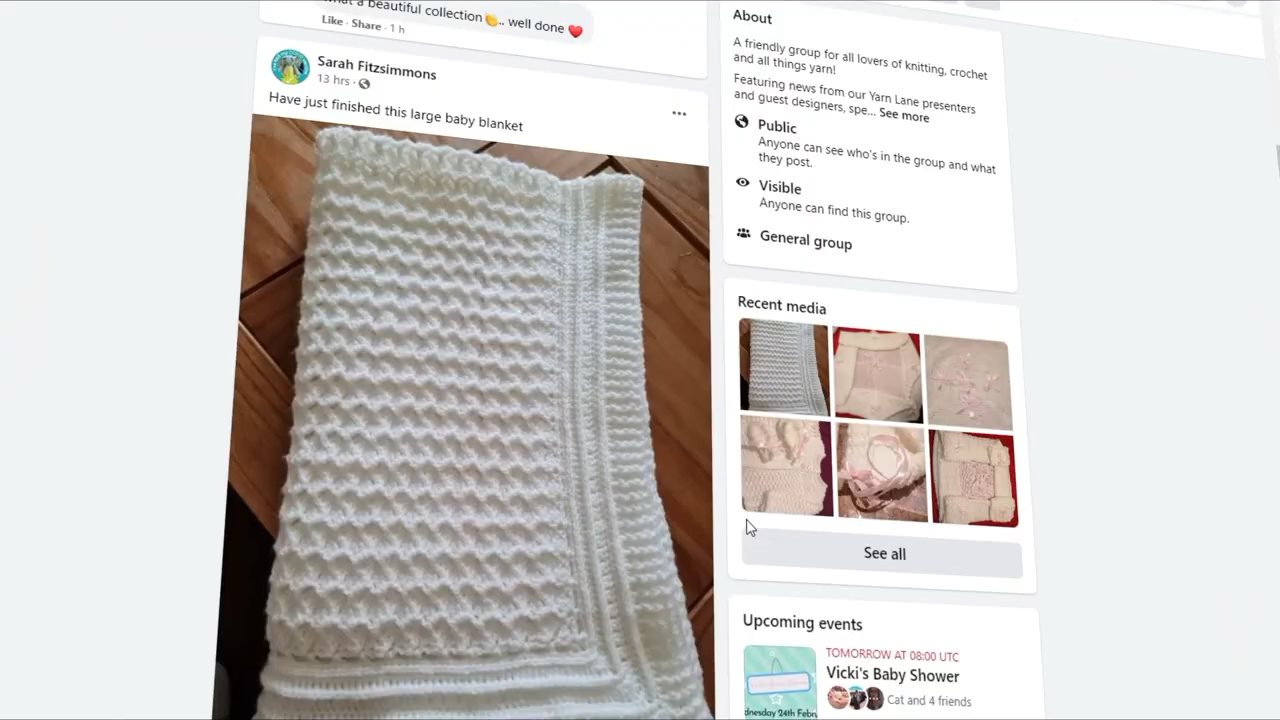 what a beautiful collection👏.. well done ❤️
Like · Share · 1 h
Sarah Fitzsimmons
13 hrs ·
Have just finished this large baby blanket
About
A friendly group for all lovers of knitting, crochet
and all things yarn!
Featuring news from our Yarn Lane presenters
and guest designers, spe... See more
Public
Anyone can see who's in the group and what
they post.
Visible
Anyone can find this group.
General group
Recent media
See all
Upcoming events
TOMORROW AT 08:00 UTC
Vicki's Baby Shower
Cat and 4 friends